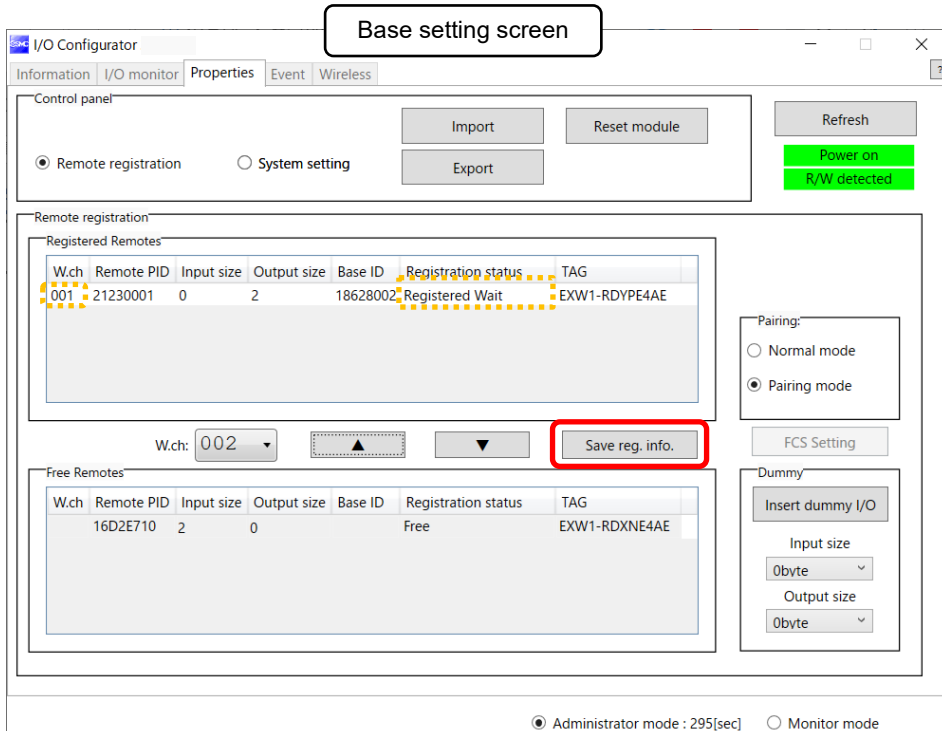 Base setting screen
SMC I/O Configurator
Information I/O monitor Properties Event Wireless ?
Control panel
Import Reset module Refresh
Remote registration System setting Export Power on
R/W detected
Remote registration
Registered Remotes
W.ch Remote PID Input size Output size Base ID Registration status TAG
001 21230001 0 2 18628002 Registered Wait EXW1-RDYPE4AE
Pairing:
Normal mode
Pairing mode
W.ch: 002 ▲ ▼ Save reg. info. FCS Setting
Free Remotes Dummy
W.ch Remote PID Input size Output size Base ID Registration status TAG Insert dummy I/O
16D2E710 2 0 Free EXW1-RDXNE4AE
Input size
0byte
Output size
0byte
Administrator mode : 295[sec] Monitor mode